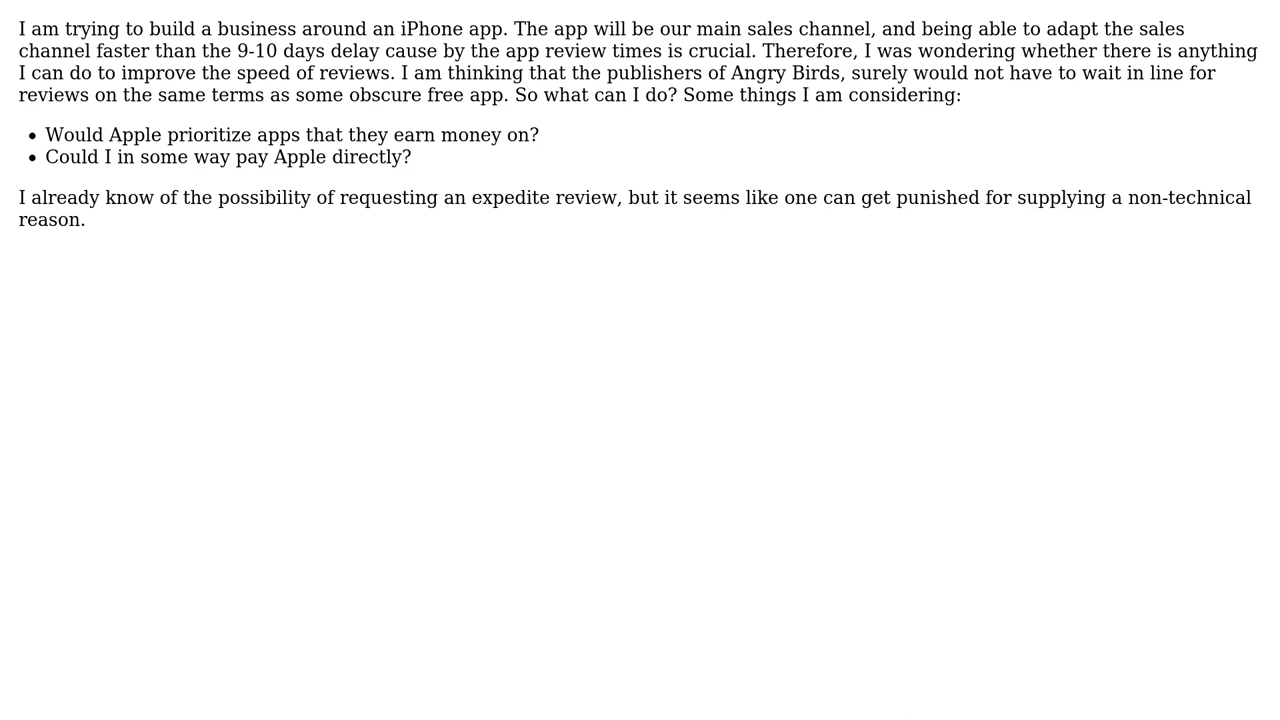 I am trying to build a business around an iPhone app. The app will be our main sales channel, and being able to adapt the sales
channel faster than the 9-10 days delay cause by the app review times is crucial. Therefore, I was wondering whether there is anything
I can do to improve the speed of reviews. I am thinking that the publishers of Angry Birds, surely would not have to wait in line for
reviews on the same terms as some obscure free app. So what can I do? Some things I am considering:
• Would Apple prioritize apps that they earn money on?
• Could I in some way pay Apple directly?
I already know of the possibility of requesting an expedite review, but it seems like one can get punished for supplying a non-technical
reason.